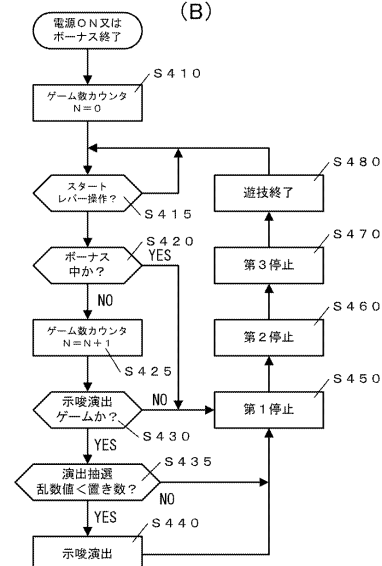 (B)
電源ON又は
ボーナス終了
S410
ゲーム数カウンタ
N=0
スタート
レバー操作?
S415
S420
ボーナス
中か?
YES
NO
ゲーム数カウンタ
N=N+1
S425
示唆演出
ゲームか?
NO
S430
YES
S435
演出抽選
乱数値<置き数?
NO
YES
S440
示唆演出
S480
遊技終了
S470
第3停止
S460
第2停止
S450
第1停止